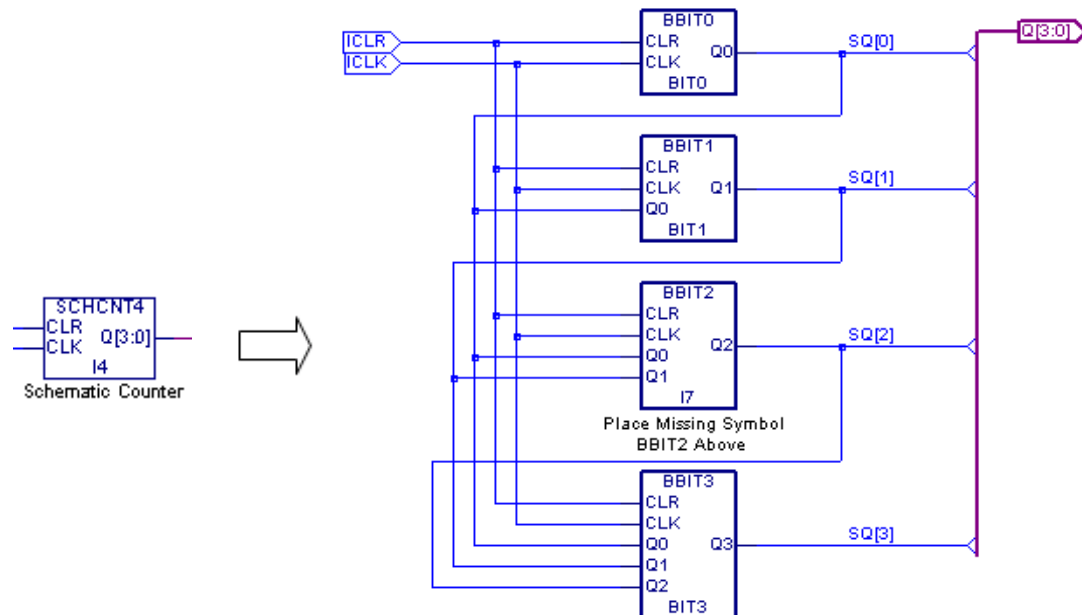 SCHCNT4
CLR
Q[3:0]
CLK
I4
Schematic Counter
ICLR
ICLK
BBIT0
CLR
Q0
CLK
BIT0
SQ[0]
Q[3:0]
BBIT1
CLR
CLK
Q1
Q0
BIT1
SQ[1]
BBIT2
CLR
CLK
Q2
Q0
Q1
I7
SQ[2]
Place Missing Symbol
BBIT2 Above
BBIT3
CLR
CLK
Q0
Q3
Q1
Q2
BIT3
SQ[3]